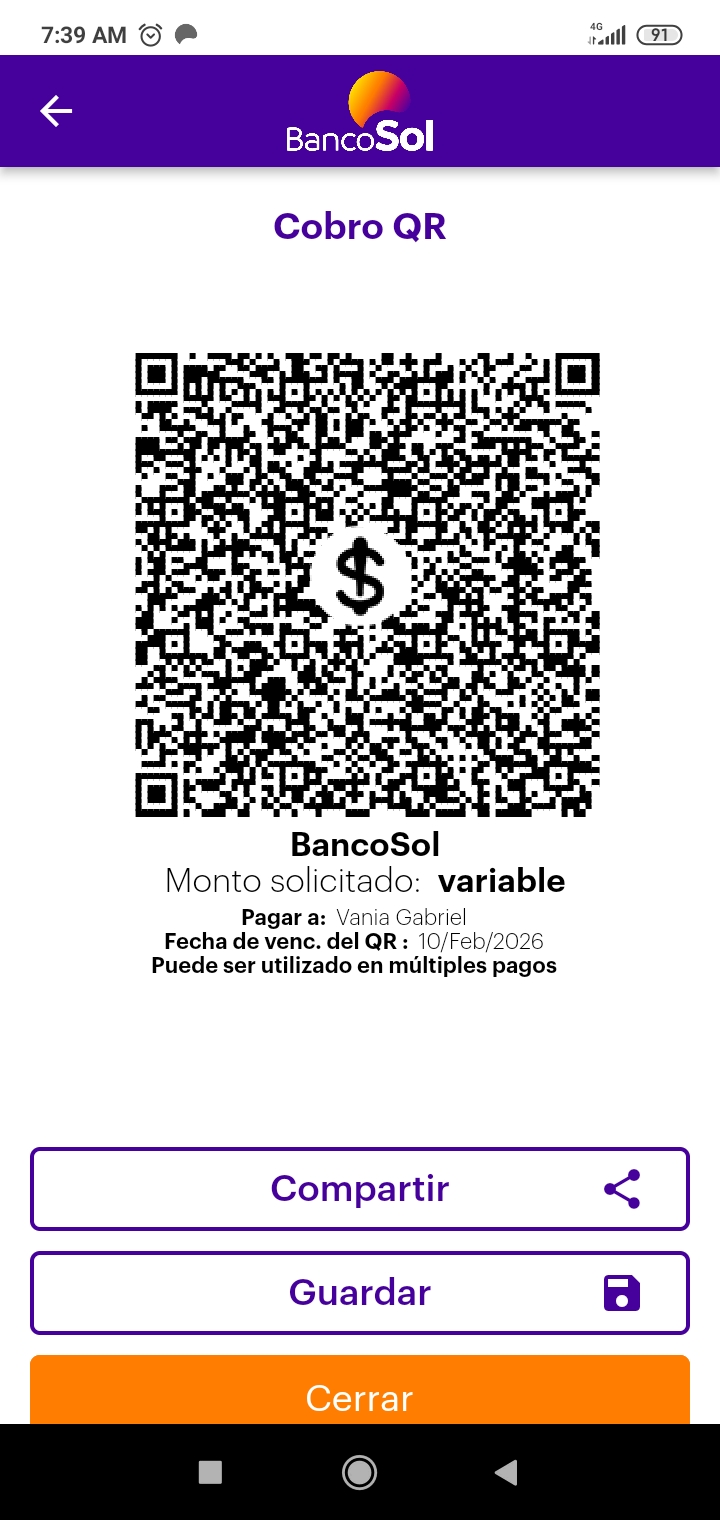 7:39 AM
4G
91
BancoSol
Cobro QR
$
BancoSol
Monto solicitado: variable
Pagar a: Vania Gabriel
Fecha de venc. del QR : 10/Feb/2026
Puede ser utilizado en múltiples pagos
Compartir
Guardar
Cerrar